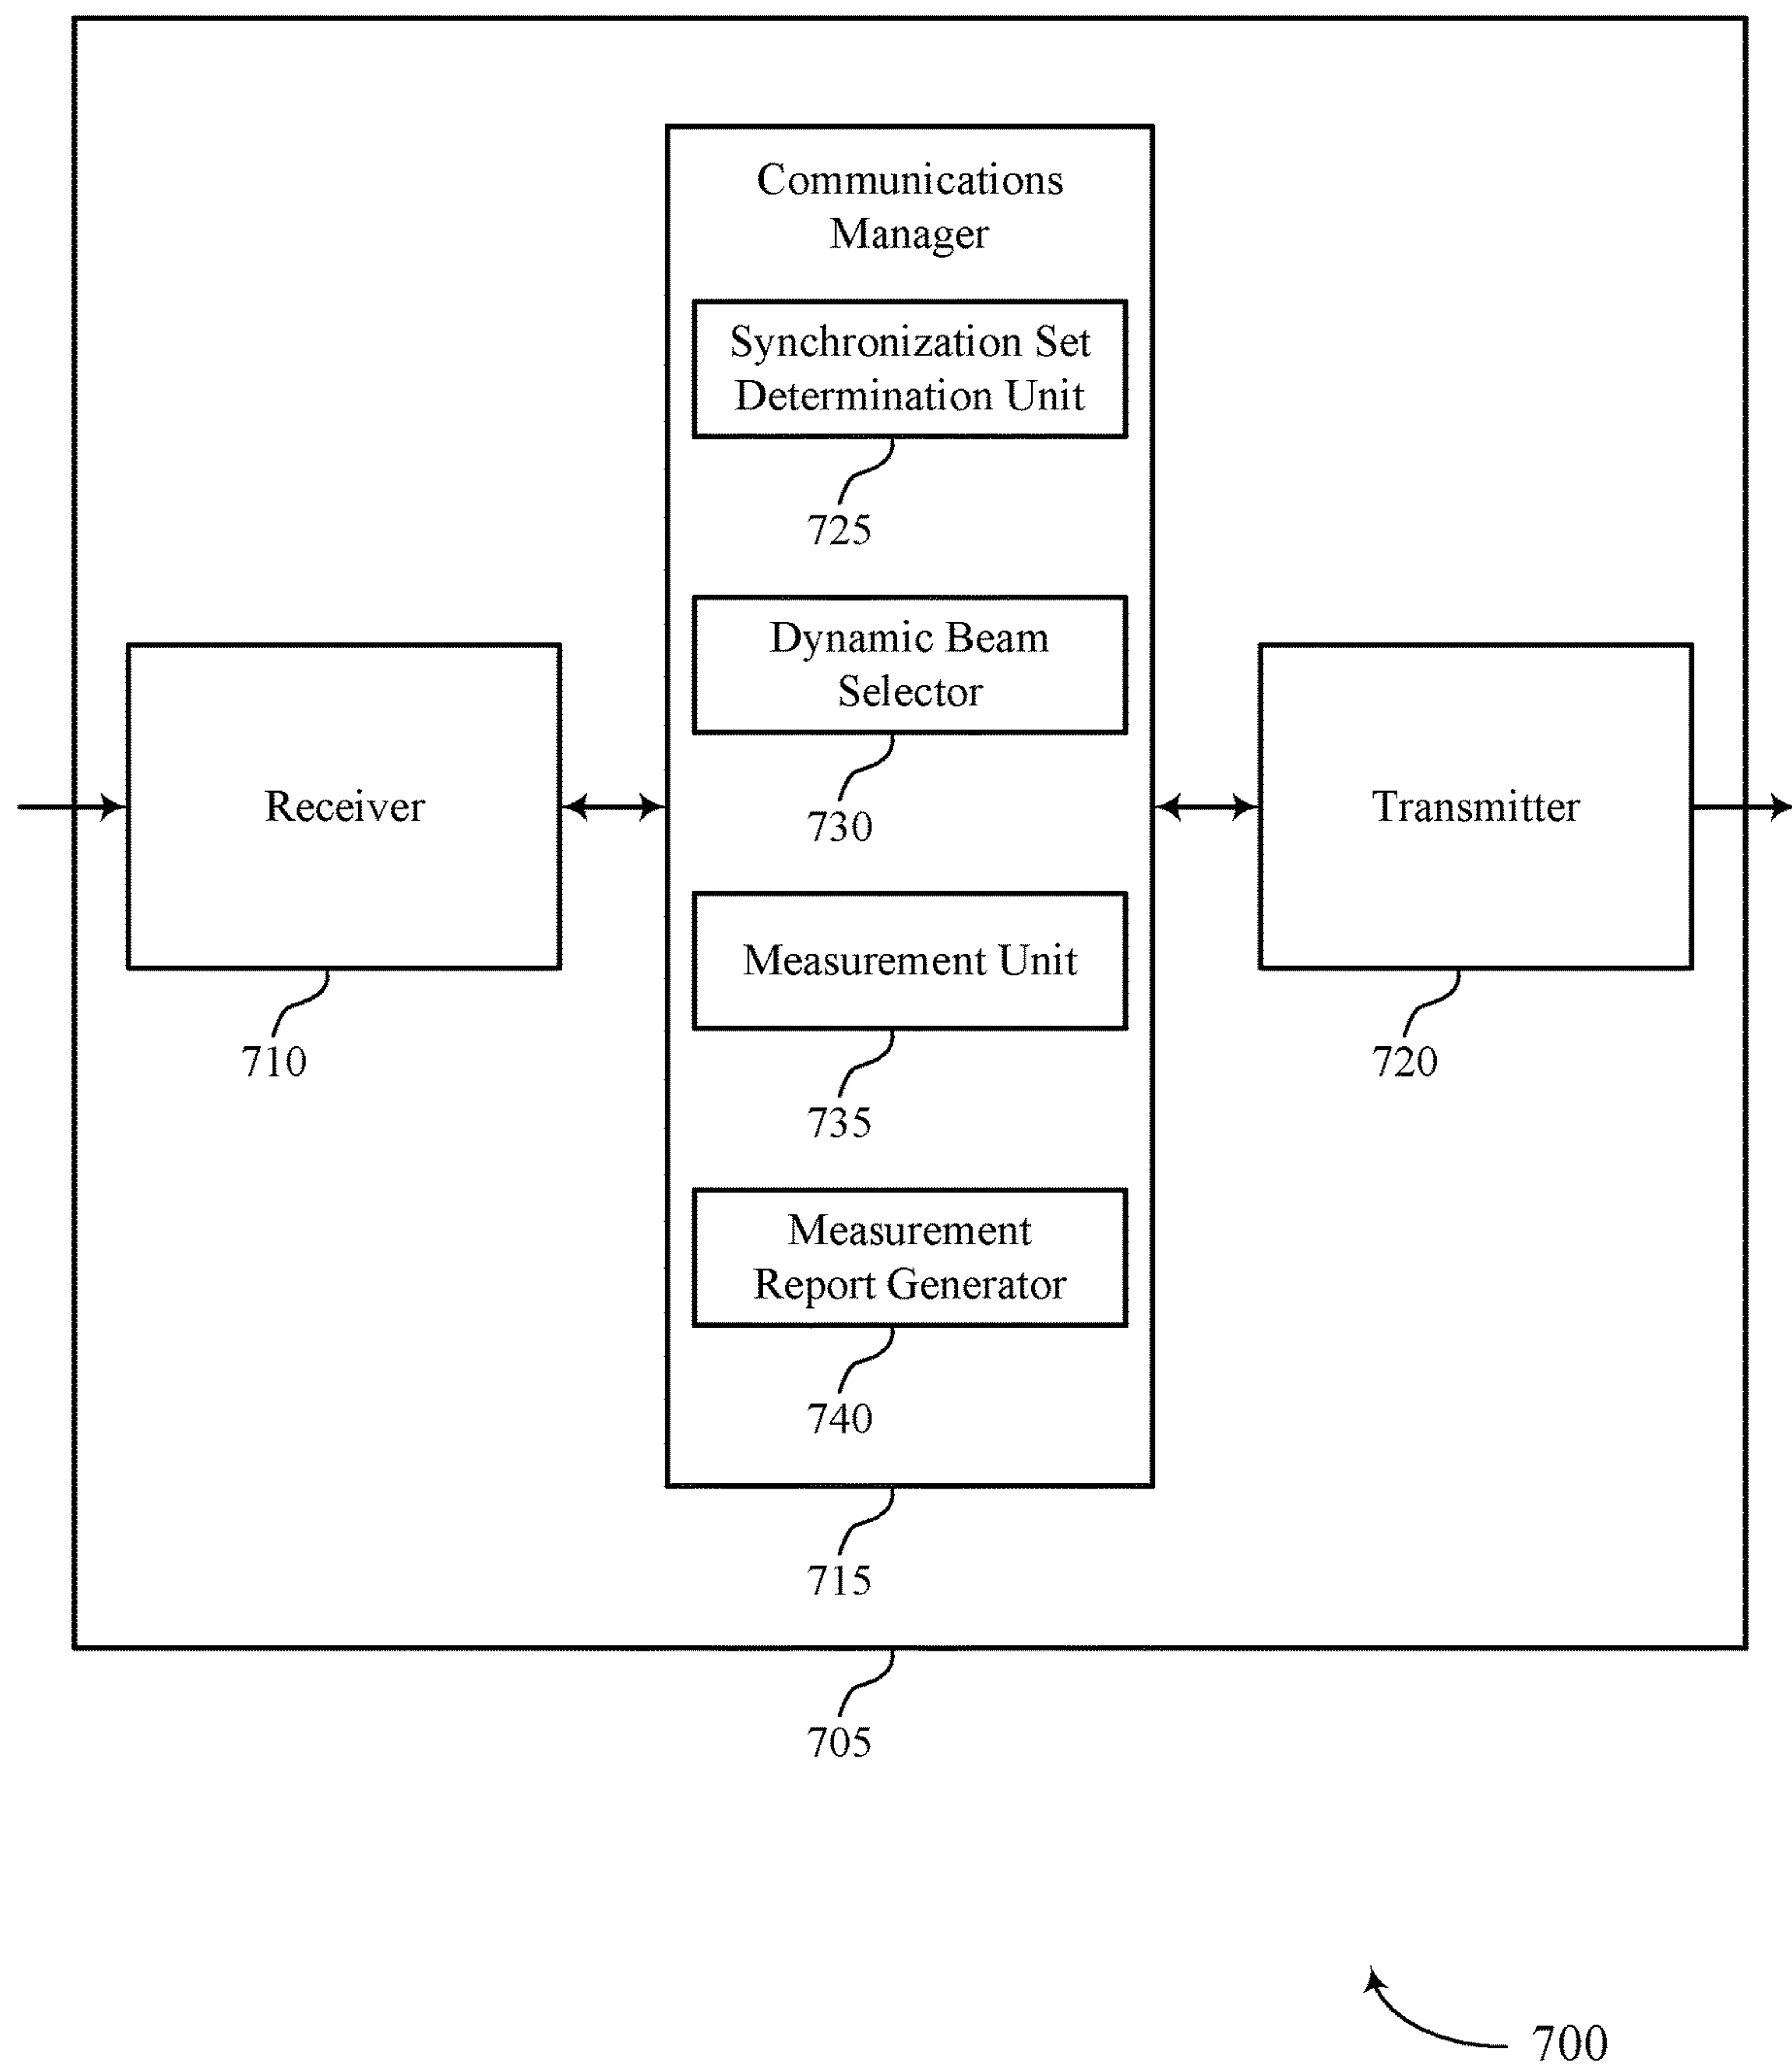 Communications
Manager
Synchronization Set
Determination Unit
725
Dynamic Beam
Selector
730
Receiver
710
Transmitter
720
Measurement Unit
735
Measurement
Report Generator
740
715
705
700